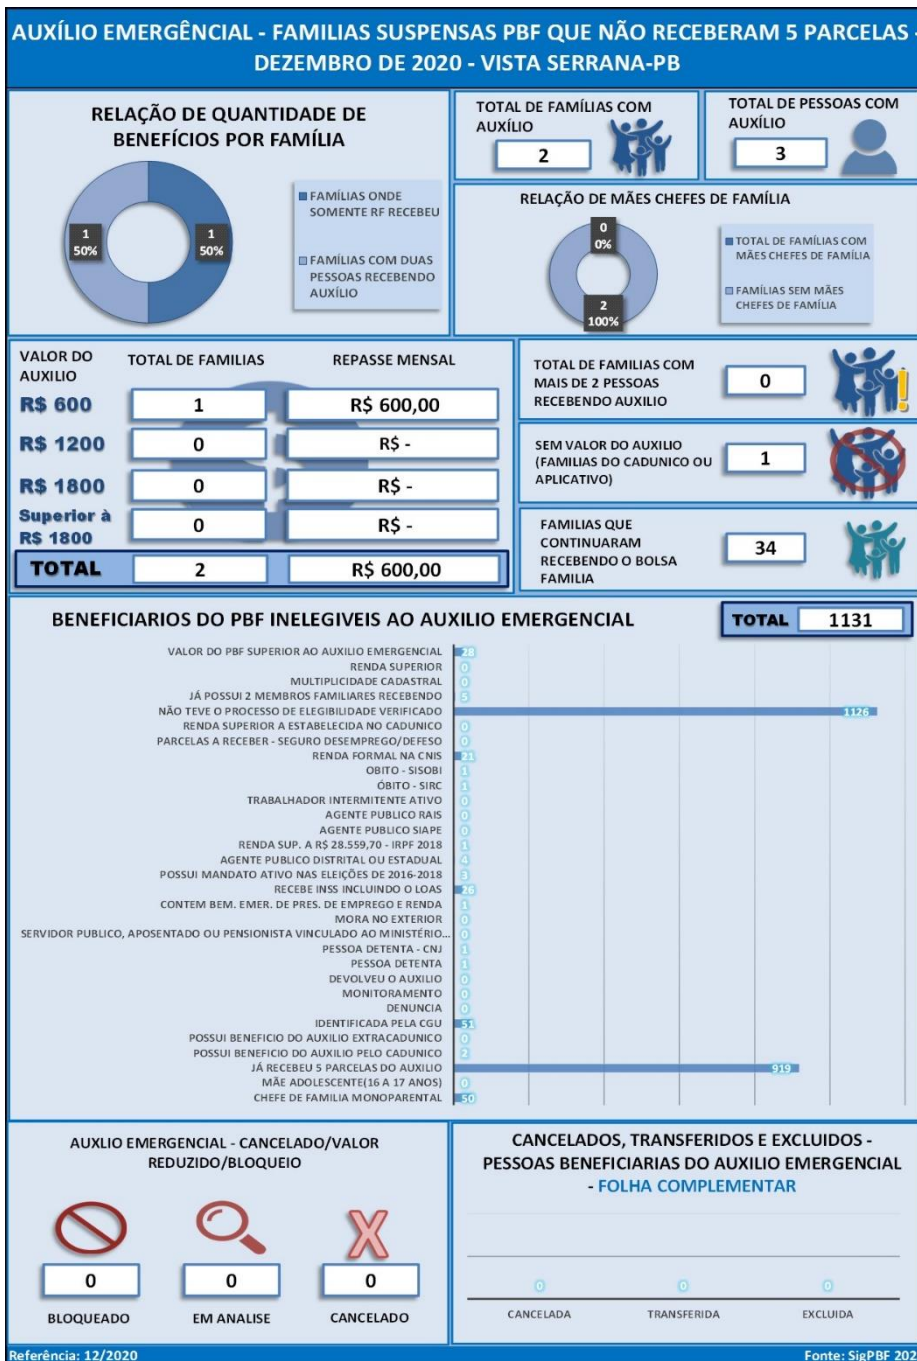 AUXÍLIO EMERGÊNCIAL - FAMILIAS SUSPENSAS PBF QUE NÃO RECEBERAM 5 PARCELAS -
DEZEMBRO DE 2020 - VISTA SERRANA-PB
RELAÇÃO DE QUANTIDADE DE
BENEFÍCIOS POR FAMÍLIA
1
50%
1
50%
FAMÍLIAS ONDE
SOMENTE RF RECEBEU
FAMÍLIAS COM DUAS
PESSOAS RECEBENDO
AUXÍLIO
TOTAL DE FAMÍLIAS COM
AUXÍLIO
2
TOTAL DE PESSOAS COM
AUXÍLIO
3
RELAÇÃO DE MÃES CHEFES DE FAMÍLIA
0
0%
2
100%
TOTAL DE FAMÍLIAS COM
MÃES CHEFES DE FAMÍLIA
FAMÍLIAS SEM MÃES
CHEFES DE FAMÍLIA
VALOR DO
AUXILIO
TOTAL DE FAMILIAS
REPASSE MENSAL
R$ 600 1 R$ 600,00
R$ 1200 0 R$ -
R$ 1800 0 R$ -
Superior à
R$ 1800
0 R$ -
TOTAL 2 R$ 600,00
TOTAL DE FAMILIAS COM
MAIS DE 2 PESSOAS
RECEBENDO AUXILIO
0
SEM VALOR DO AUXILIO
(FAMILIAS DO CADUNICO OU
APLICATIVO)
1
FAMILIAS QUE
CONTINUARAM
RECEBENDO O BOLSA
FAMILIA
34
BENEFICIARIOS DO PBF INELEGIVEIS AO AUXILIO EMERGENCIAL
TOTAL 1131
VALOR DO PBF SUPERIOR AO AUXILIO EMERGENCIAL 28
RENDA SUPERIOR 0
MULTIPLICIDADE CADASTRAL 0
JÁ POSSUI 2 MEMBROS FAMILIARES RECEBENDO 5
NÃO TEVE O PROCESSO DE ELEGIBILIDADE VERIFICADO 1126
RENDA SUPERIOR A ESTABELECIDA NO CADUNICO 0
PARCELAS A RECEBER - SEGURO DESEMPREGO/DEFESO 0
RENDA FORMAL NA CNIS 21
OBITO - SISOBI 1
ÓBITO - SIRC 1
TRABALHADOR INTERMITENTE ATIVO 0
AGENTE PUBLICO RAIS 0
AGENTE PUBLICO SIAPE 0
RENDA SUP. A R$ 28.559,70 - IRPF 2018 1
AGENTE PUBLICO DISTRITAL OU ESTADUAL 4
POSSUI MANDATO ATIVO NAS ELEIÇÕES DE 2016-2018 3
RECEBE INSS INCLUINDO O LOAS 26
CONTEM BEM. EMER. DE PRES. DE EMPREGO E RENDA 1
MORA NO EXTERIOR 0
SERVIDOR PUBLICO, APOSENTADO OU PENSIONISTA VINCULADO AO MINISTÉRIO... 0
PESSOA DETENTA - CNJ 1
PESSOA DETENTA 1
DEVOLVEU O AUXILIO 0
MONITORAMENTO 0
DENUNCIA 0
IDENTIFICADA PELA CGU 51
POSSUI BENEFICIO DO AUXILIO EXTRACADUNICO 0
POSSUI BENEFICIO DO AUXILIO PELO CADUNICO 2
JÁ RECEBEU 5 PARCELAS DO AUXILIO 919
MÃE ADOLESCENTE(16 A 17 ANOS) 0
CHEFE DE FAMILIA MONOPARENTAL 50
AUXLIO EMERGENCIAL - CANCELADO/VALOR
REDUZIDO/BLOQUEIO
0 0 0
BLOQUEADO EM ANALISE CANCELADO
CANCELADOS, TRANSFERIDOS E EXCLUIDOS -
PESSOAS BENEFICIARIAS DO AUXILIO EMERGENCIAL
- FOLHA COMPLEMENTAR
0 0 0
CANCELADA TRANSFERIDA EXCLUIDA
Referência: 12/2020
Fonte: SigPBF 202